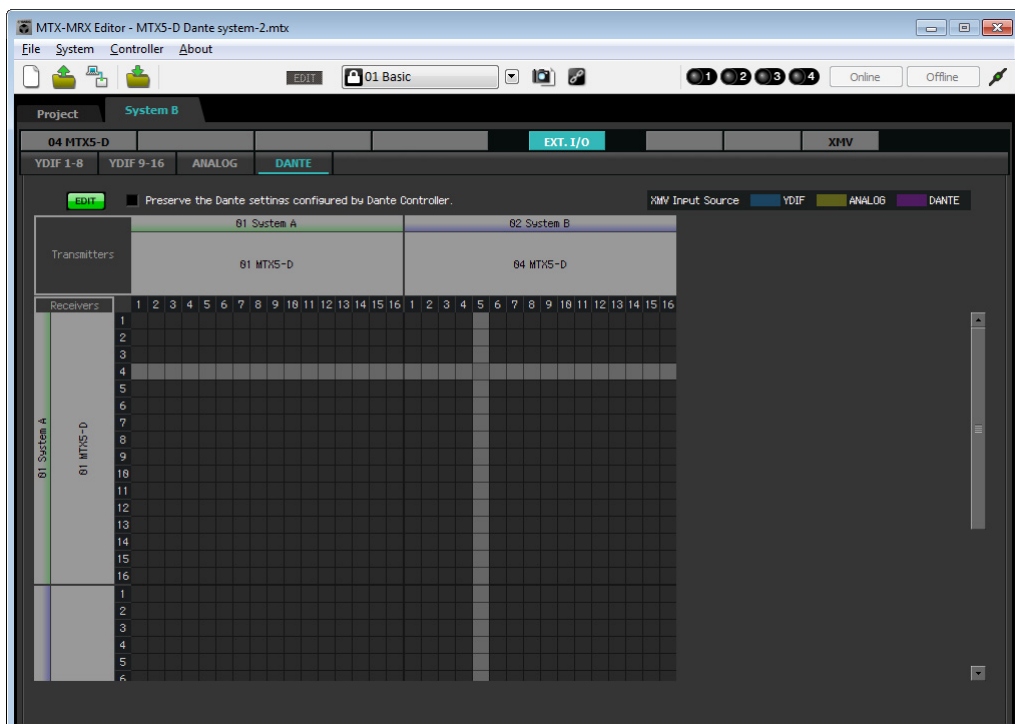 MTX-MRX Editor - MTX5-D Dante system-2.mtx
File System Controller About
EDIT 01 Basic 1 2 3 4 Online Offline
Project System B
04 MTX5-D EXT. I/O XMV
YDIF 1-8 YDIF 9-16 ANALOG DANTE
EDIT Preserve the Dante settings configured by Dante Controller. XMV Input Source YDIF ANALOG DANTE
01 System A 02 System B
Transmitters
01 MTX5-D 04 MTX5-D
Receivers 1 2 3 4 5 6 7 8 9 10 11 12 13 14 15 16 1 2 3 4 5 6 7 8 9 10 11 12 13 14 15 16
01 System A
01 MTX5-D
1
2
3
4
5
6
7
8
9
10
11
12
13
14
15
16
1
2
3
4
5
6